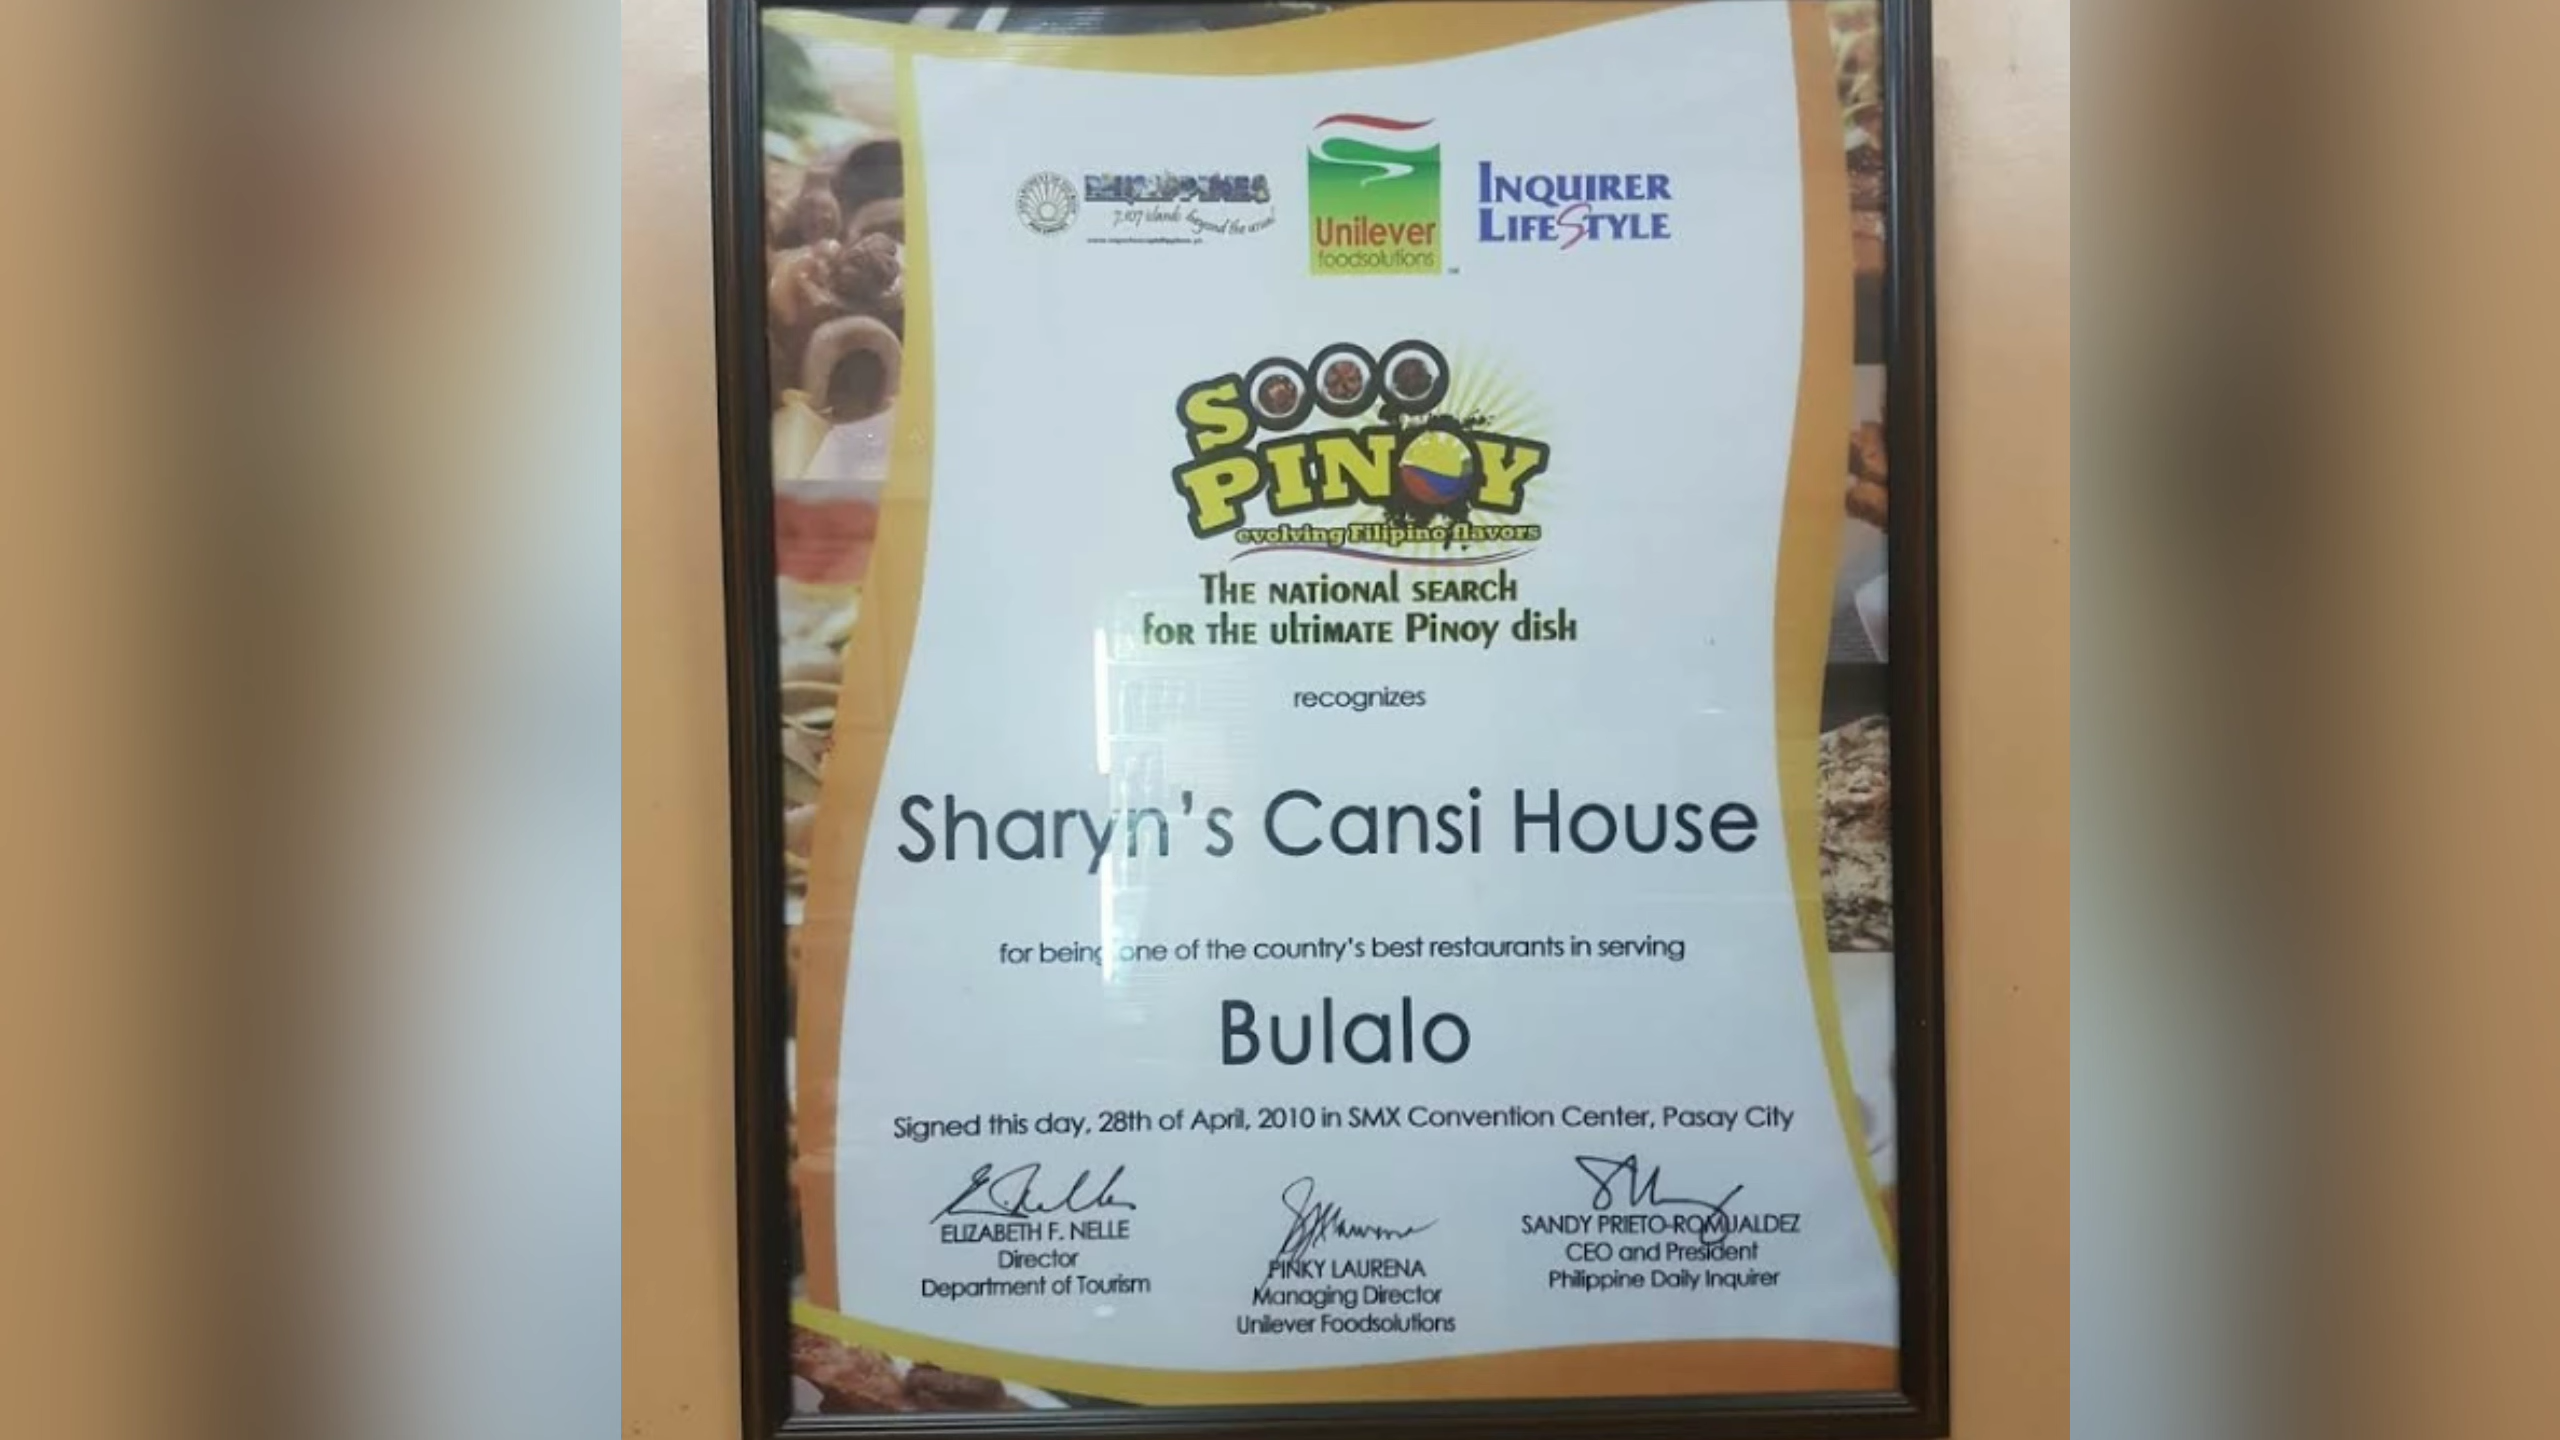 PHILIPPINES
7,107 islands beyond the usual
Unilever
foodsolutions
INQUIRER
LIFESTYLE
SOOO
PINOY
evolving Filipino flavors
THE NATIONAL SEARCH
FOR THE ULTIMATE PINOY DISH
recognizes
Sharyn's Cansi House
for being one of the country's best restaurants in serving
Bulalo
Signed this day, 28th of April, 2010 in SMX Convention Center, Pasay City
ELIZABETH F. NELLE
Director
Department of Tourism
PINKY LAURENA
Managing Director
Unilever Foodsolutions
SANDY PRIETO-ROMUALDEZ
CEO and President
Philippine Daily Inquirer